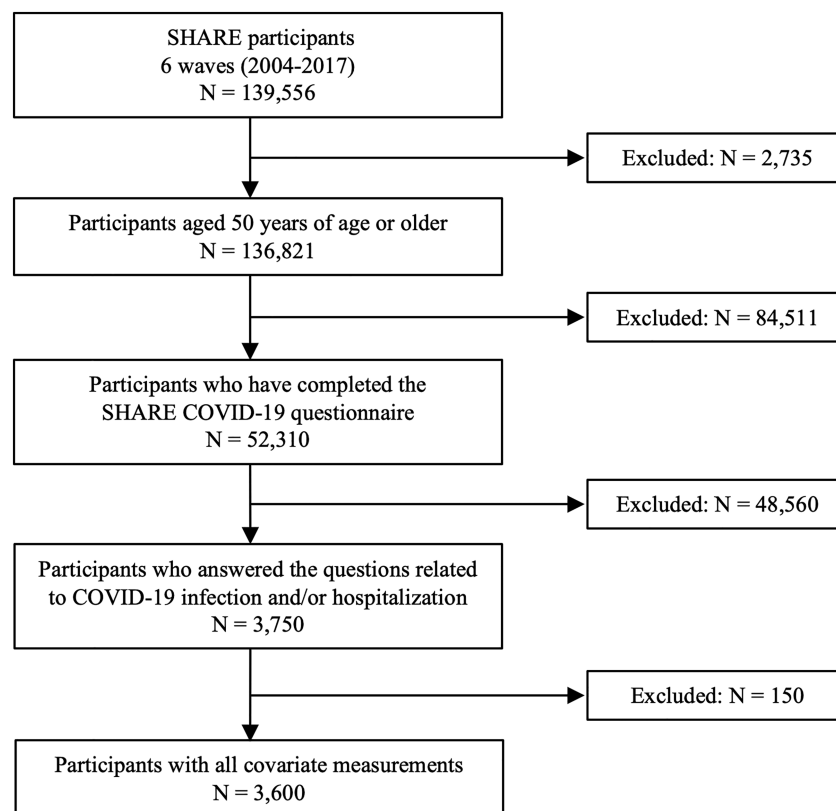 SHARE participants
6 waves (2004-2017)
N = 139,556
Excluded: N = 2,735
Participants aged 50 years of age or older
N = 136,821
Excluded: N = 84,511
Participants who have completed the
SHARE COVID-19 questionnaire
N = 52,310
Excluded: N = 48,560
Participants who answered the questions related
to COVID-19 infection and/or hospitalization
N = 3,750
Excluded: N = 150
Participants with all covariate measurements
N = 3,600